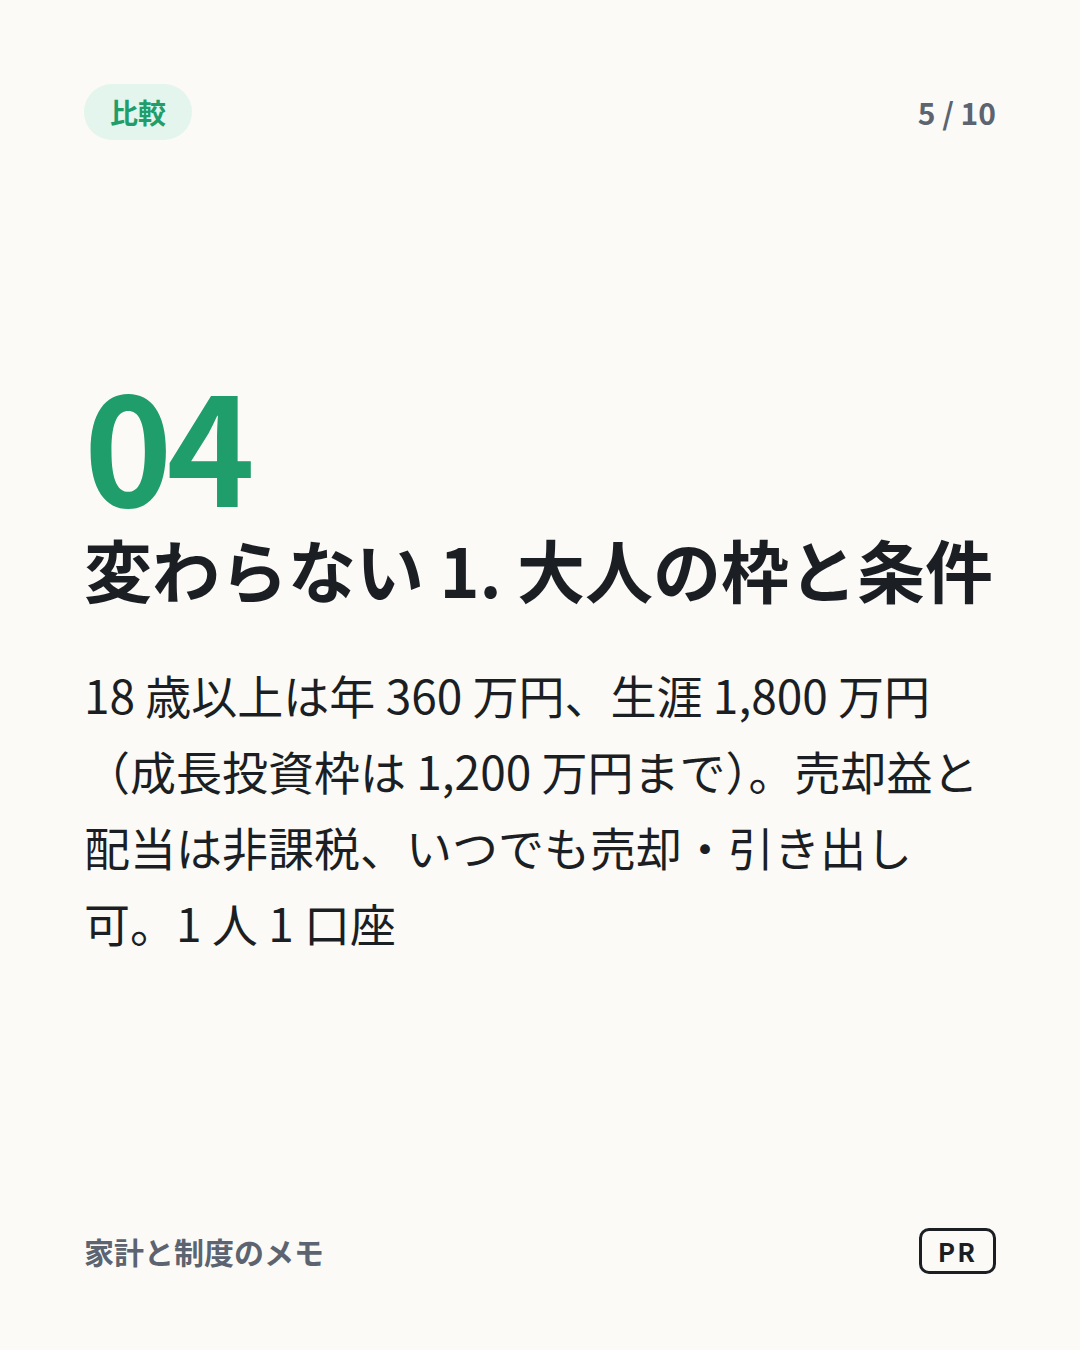 比較
5 / 10
04
変わらない 1. 大人の枠と条件
18 歳以上は年 360 万円、生涯 1,800 万円
（成長投資枠は 1,200 万円まで）。売却益と
配当は非課税、いつでも売却・引き出し
可。1 人 1 口座
家計と制度のメモ
PR